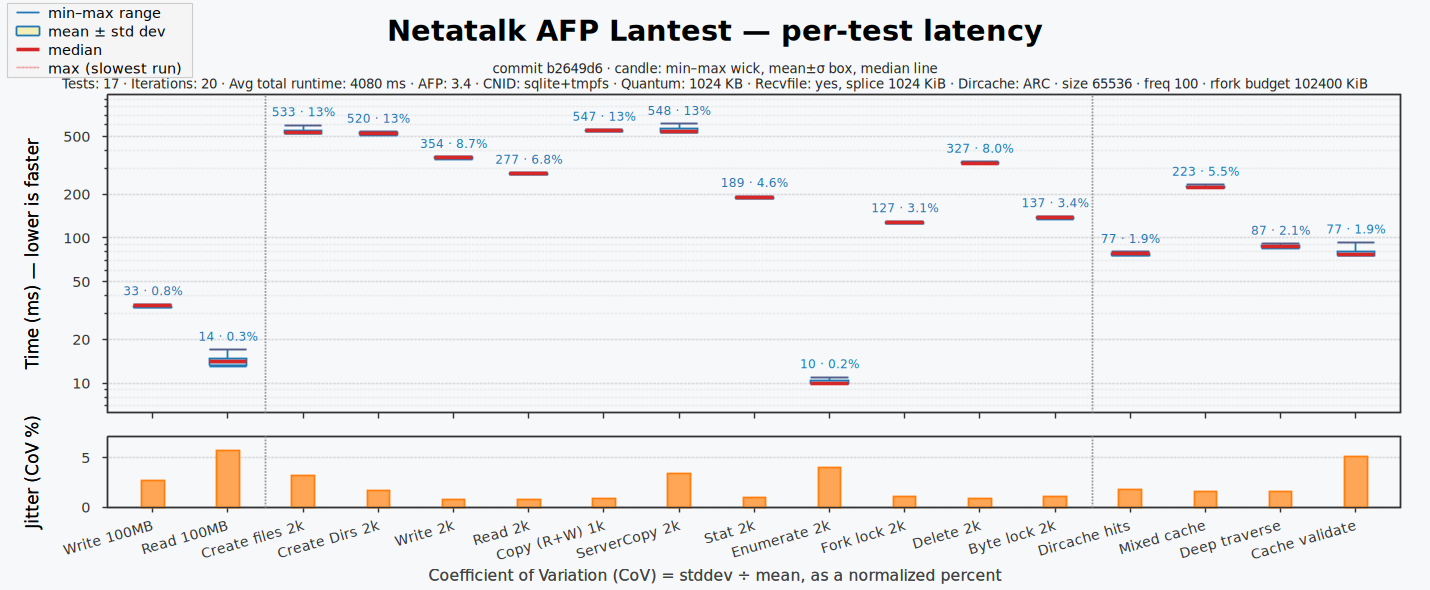 min–max range
mean ± std dev
median
max (slowest run)
Netatalk AFP Lantest — per-test latency
commit b2649d6 · candle: min–max wick, mean±σ box, median line
Tests: 17 · Iterations: 20 · Avg total runtime: 4080 ms · AFP: 3.4 · CNID: sqlite+tmpfs · Quantum: 1024 KB · Recvfile: yes, splice 1024 KiB · Dircache: ARC · size 65536 · freq 100 · rfork budget 102400 KiB
Time (ms) — lower is faster
500
200
100
50
20
10
33 · 0.8%
14 · 0.3%
533 · 13%
520 · 13%
354 · 8.7%
277 · 6.8%
547 · 13%
548 · 13%
189 · 4.6%
10 · 0.2%
127 · 3.1%
327 · 8.0%
137 · 3.4%
77 · 1.9%
223 · 5.5%
87 · 2.1%
77 · 1.9%
Jitter (CoV %)
5
0
Write 100MB
Read 100MB
Create files 2k
Create Dirs 2k
Write 2k
Read 2k
Copy (R+W) 1k
ServerCopy 2k
Stat 2k
Enumerate 2k
Fork lock 2k
Delete 2k
Byte lock 2k
Dircache hits
Mixed cache
Deep traverse
Cache validate
Coefficient of Variation (CoV) = stddev ÷ mean, as a normalized percent